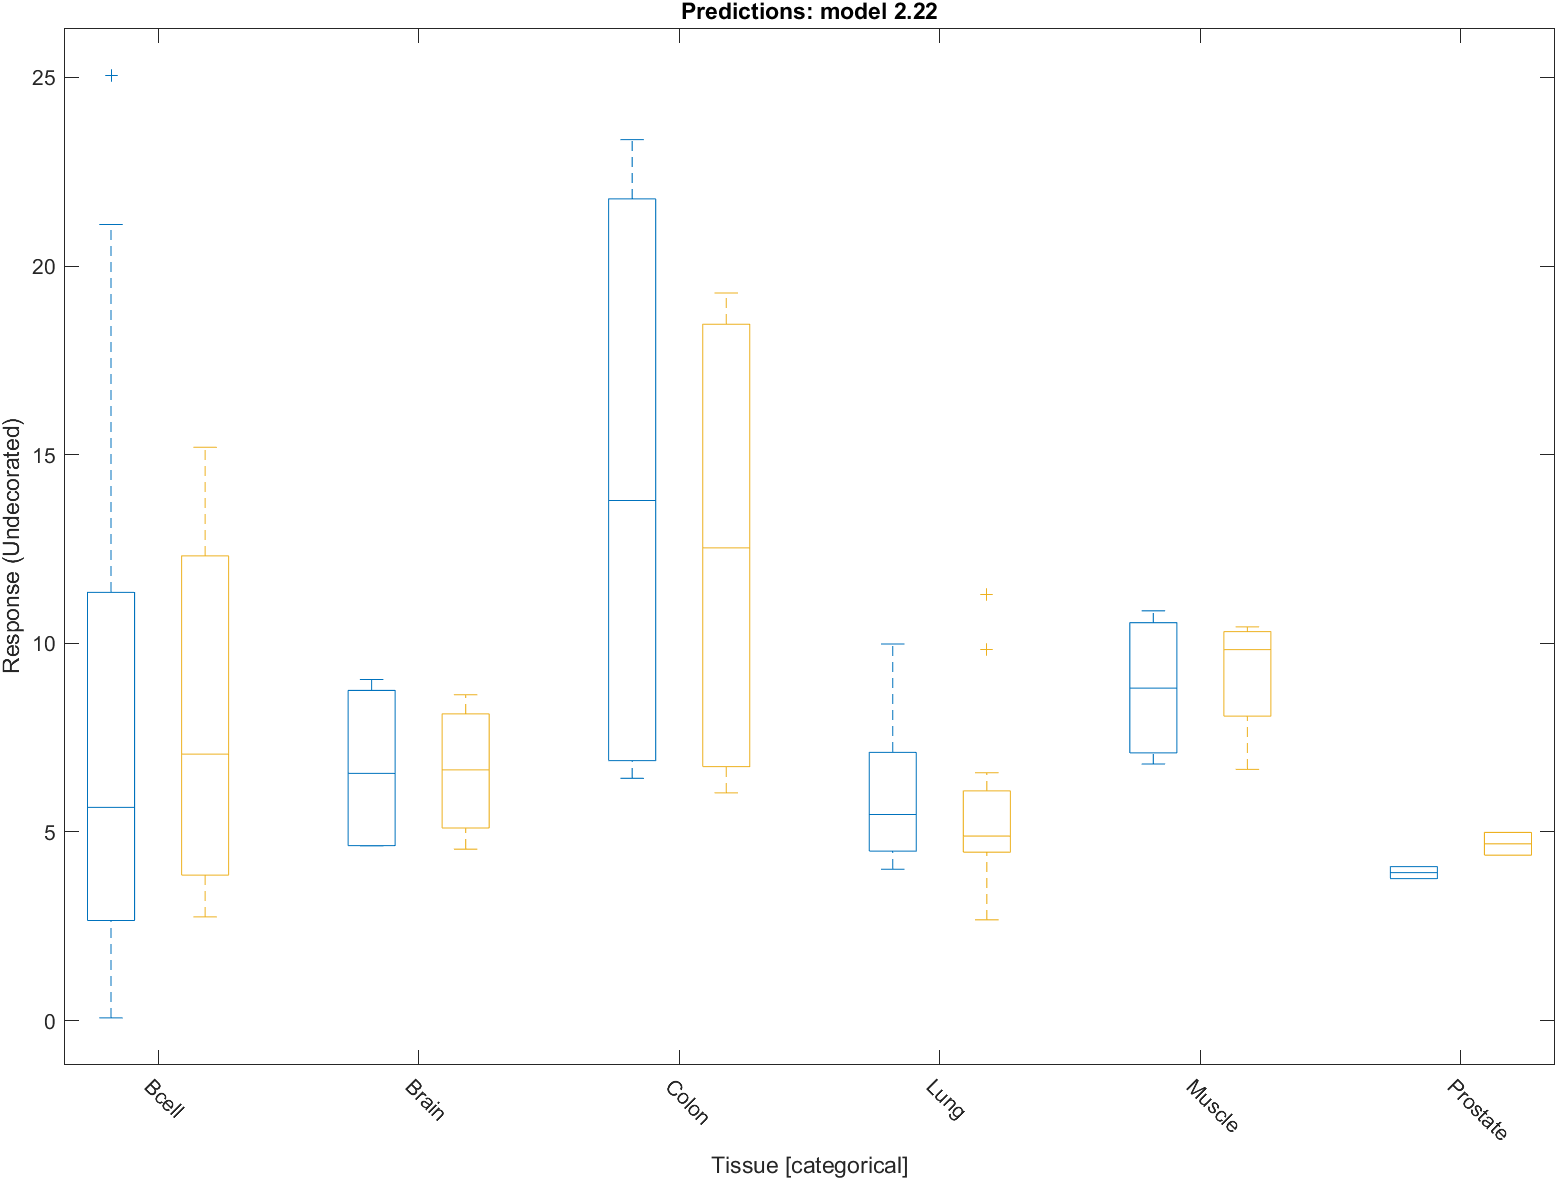 Predictions: model 2.22
Response (Undecorated)
25
20
15
10
5
0
Bcell
Brain
Colon
Lung
Muscle
Prostate
Tissue [categorical]